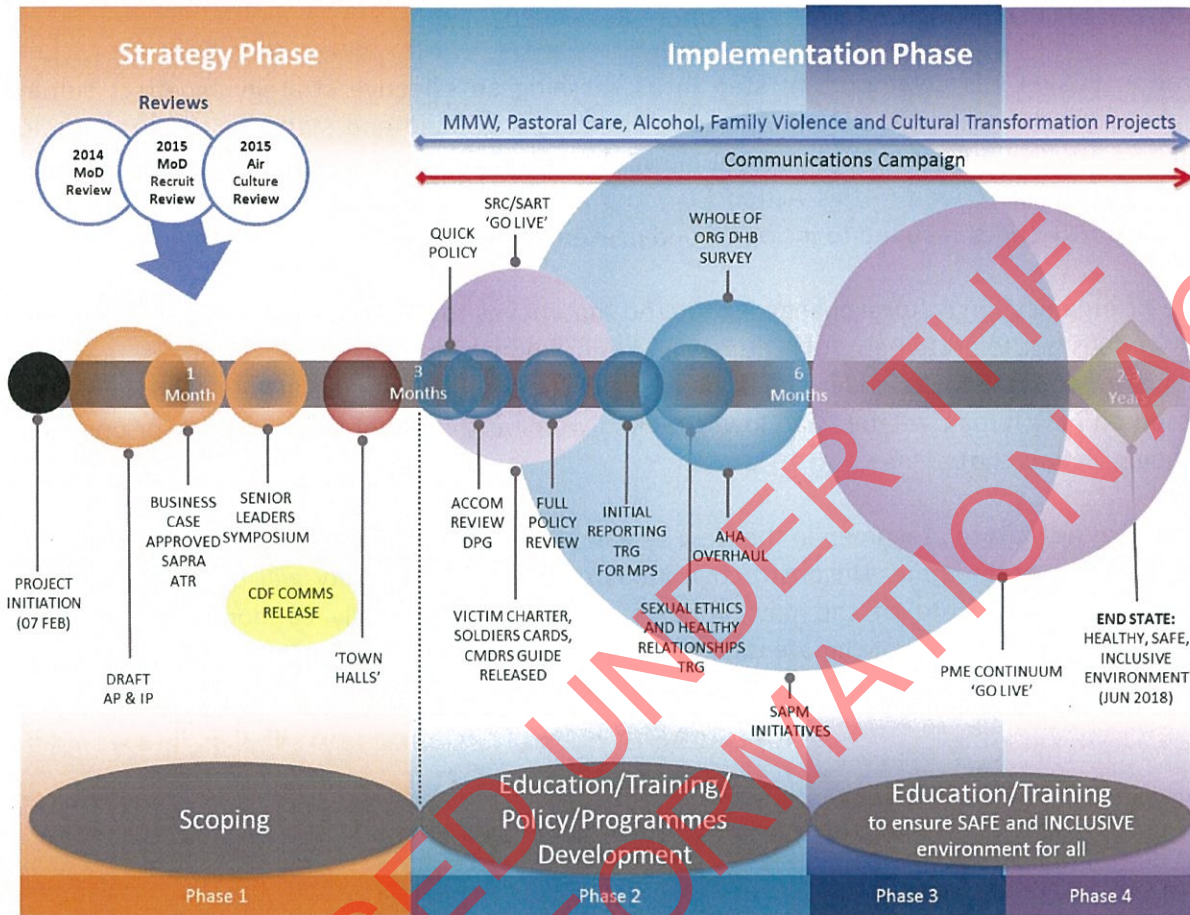 Strategy Phase
Implementation Phase
Reviews
2014
MoD
Review
2015
MoD
Recruit
Review
2015
Air
Culture
Review
MMW, Pastoral Care, Alcohol, Family Violence and Cultural Transformation Projects
Communications Campaign
QUICK
POLICY
SRC/SART
'GO LIVE'
WHOLE OF
ORG DHB
SURVEY
1
Month
3
Months
6
Months
Years
PROJECT
INITIATION
(07 FEB)
DRAFT
AP & IP
BUSINESS
CASE
APPROVED
SAPRA
ATR
SENIOR
LEADERS
SYMPOSIUM
CDF COMMS
RELEASE
'TOWN
HALLS'
ACCOM
REVIEW
DPG
FULL
POLICY
REVIEW
INITIAL
REPORTING
TRG
FOR MPS
AHA
OVERHAUL
VICTIM CHARTER,
SOLDIERS CARDS,
CMDRS GUIDE
RELEASED
SEXUAL ETHICS
AND HEALTHY
RELATIONSHIPS
TRG
SAPM
INITIATIVES
PME CONTINUUM
'GO LIVE'
END STATE:
HEALTHY, SAFE,
INCLUSIVE
ENVIRONMENT
(JUN 2018)
Scoping
Education/Training/
Policy/Programmes
Development
Education/Training
to ensure SAFE and INCLUSIVE
environment for all
Phase 1
Phase 2
Phase 3
Phase 4
UNDER THE
INFORMATION